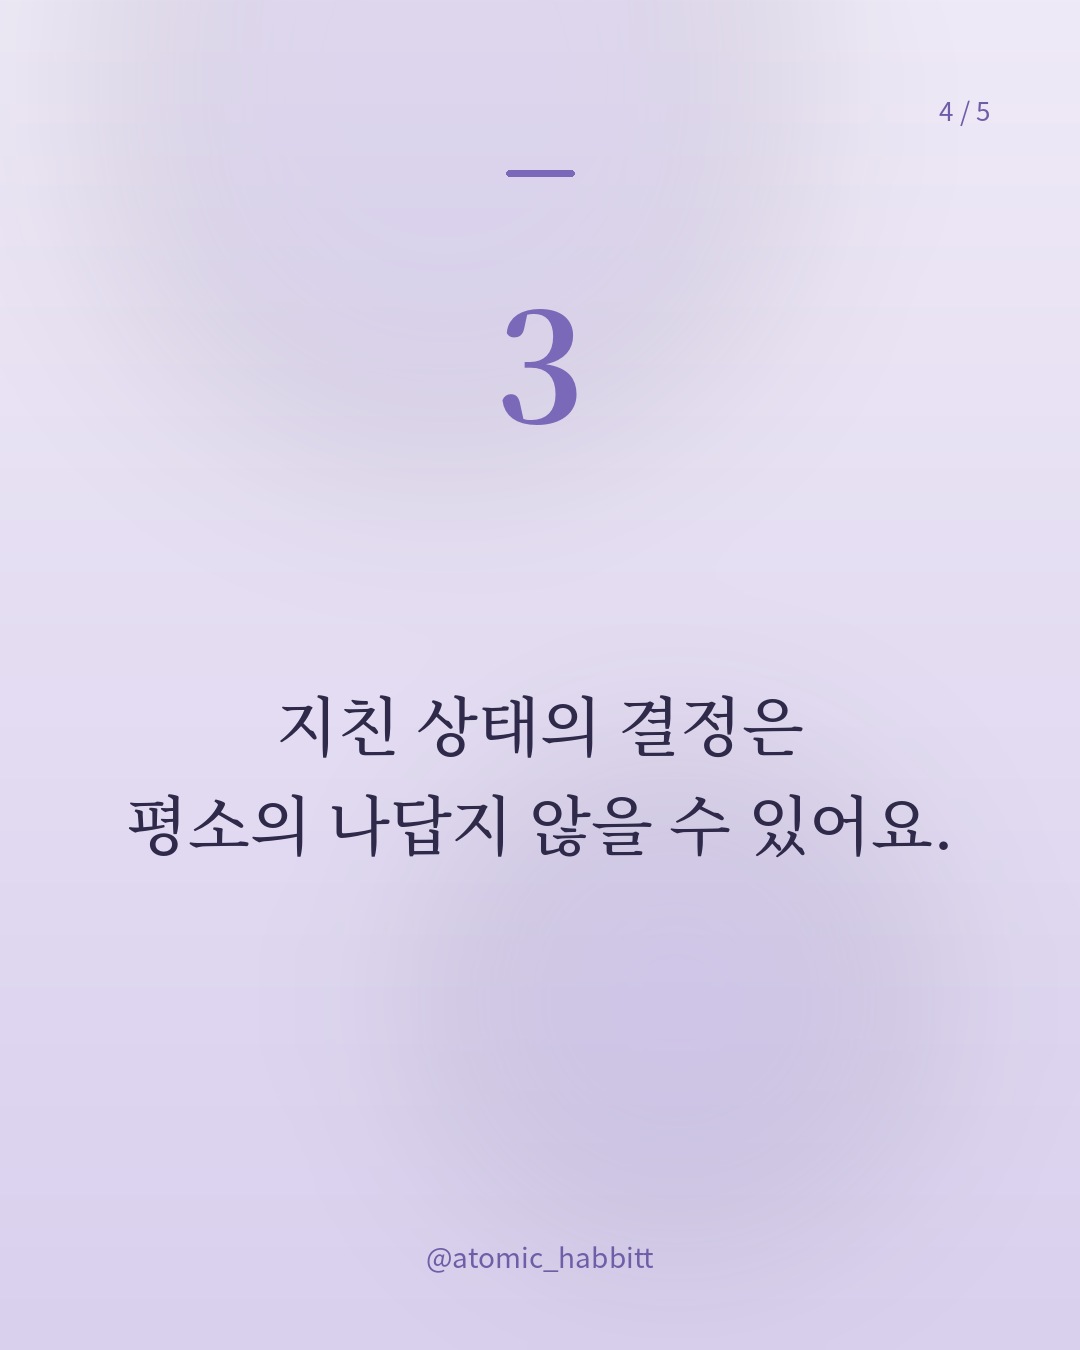 4 / 5
3
지친 상태의 결정은
평소의 나답지 않을 수 있어요.
@atomic_habbitt